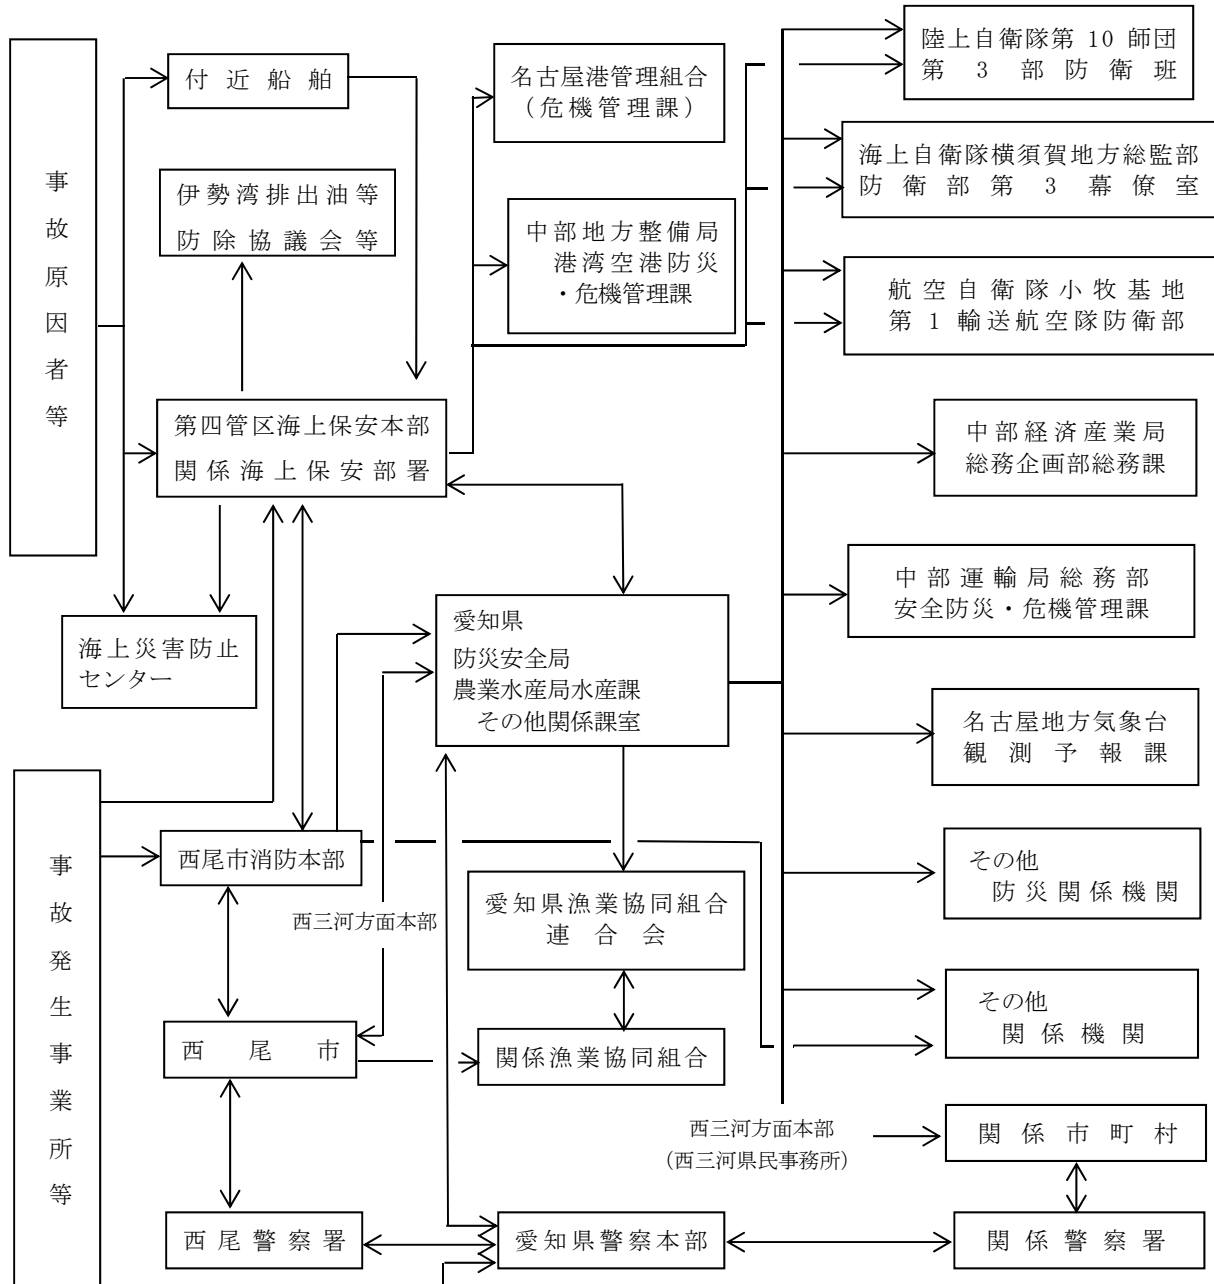 事故原因者等
付近船舶
伊勢湾排出油等
防除協議会等
第四管区海上保安本部
関係海上保安部署
海上災害防止
センター
名古屋港管理組合
(危機管理課)
中部地方整備局
港湾空港防災
・危機管理課
愛知県
防災安全局
農業水産局水産課
その他関係課室
陸上自衛隊第10師団
第3部防衛班
海上自衛隊横須賀地方総監部
防衛部第3幕僚室
航空自衛隊小牧基地
第1輸送航空隊防衛部
中部経済産業局
総務企画部総務課
中部運輸局総務部
安全防災・危機管理課
名古屋地方気象台
観測予報課
その他
防災関係機関
その他
関係機関
事故発生事業所等
西尾市消防本部
西三河方面本部
愛知県漁業協同組合
連合会
西尾市
関係漁業協同組合
西三河方面本部
(西三河県民事務所)
関係市町村
西尾警察署
愛知県警察本部
関係警察署